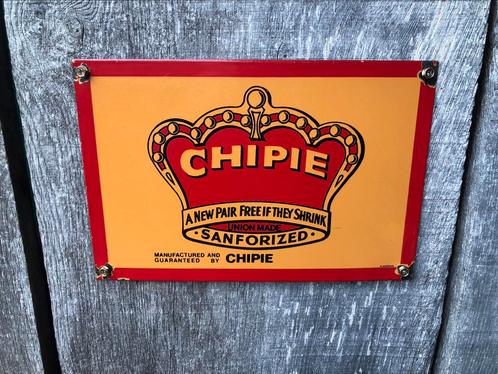 CHIPIE
A NEW PAIR FREE IF THEY SHRINK
UNION MADE
· SANFORIZED ·
MANUFACTURED AND
GUARANTEED BY CHIPIE